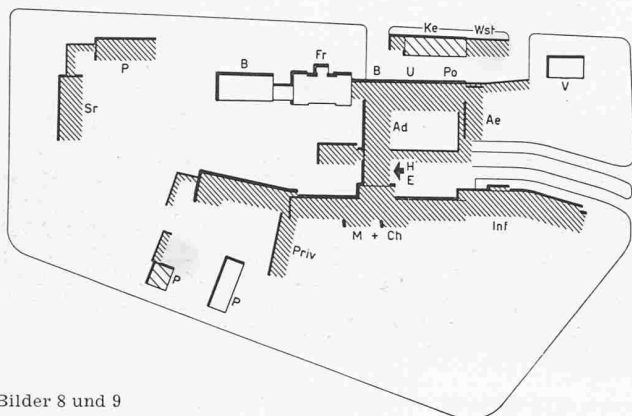 Ke Wst
Fr
P
B
B U Po
V
Sr
Ad
Ae
H
E
M + Ch
Inf
Priv
P
P
Bilder 8 und 9